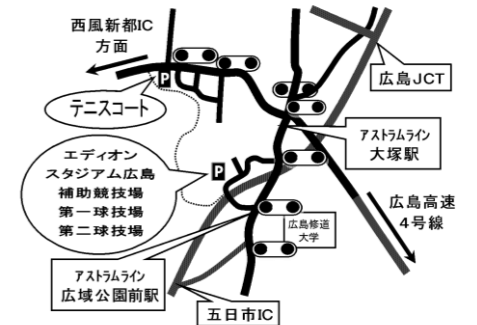 西風新都IC
方面
広島JCT
P
テニスコート
アストラムライン
大塚駅
エディオン
スタジアム広島
補助競技場
第一球技場
第二球技場
P
広島高速
4号線
広島修道
大学
アストラムライン
広域公園前駅
五日市IC